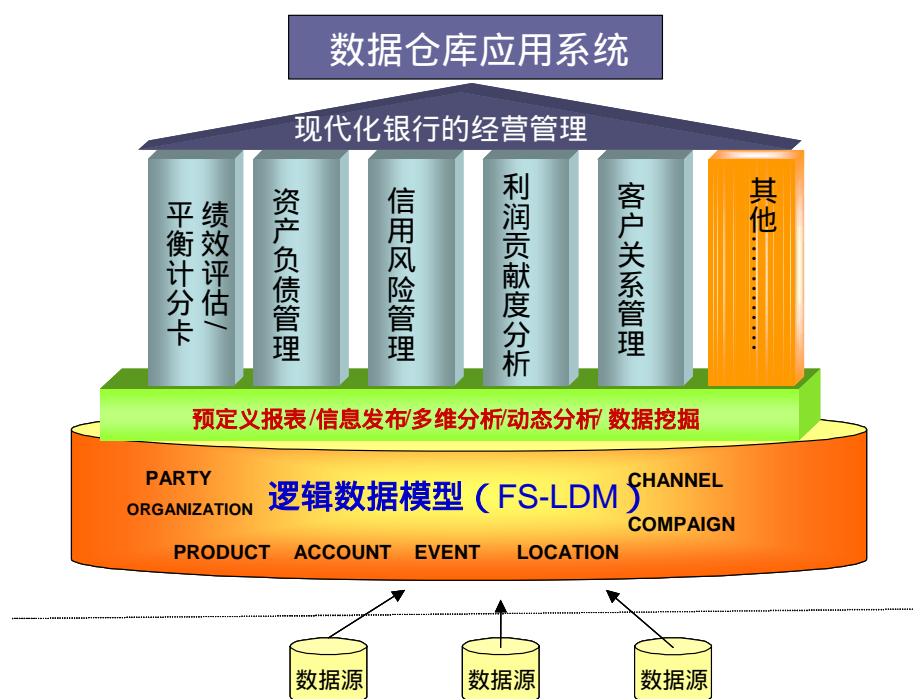 数据仓库应用系统
现代化银行的经营管理
绩效评估/
平衡计分卡
资产负债管理
信用风险管理
利润贡献度分析
客户关系管理
其他…………
预定义报表/信息发布/多维分析/动态分析/ 数据挖掘
PARTY
ORGANIZATION
逻辑数据模型（FS-LDM）
CHANNEL
COMPAIGN
PRODUCT ACCOUNT EVENT LOCATION
数据源 数据源 数据源